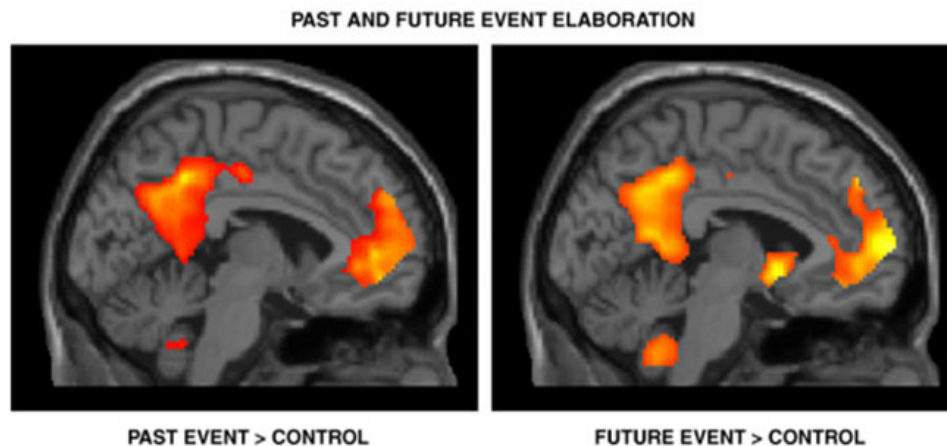 PAST AND FUTURE EVENT ELABORATION
PAST EVENT > CONTROL
FUTURE EVENT > CONTROL